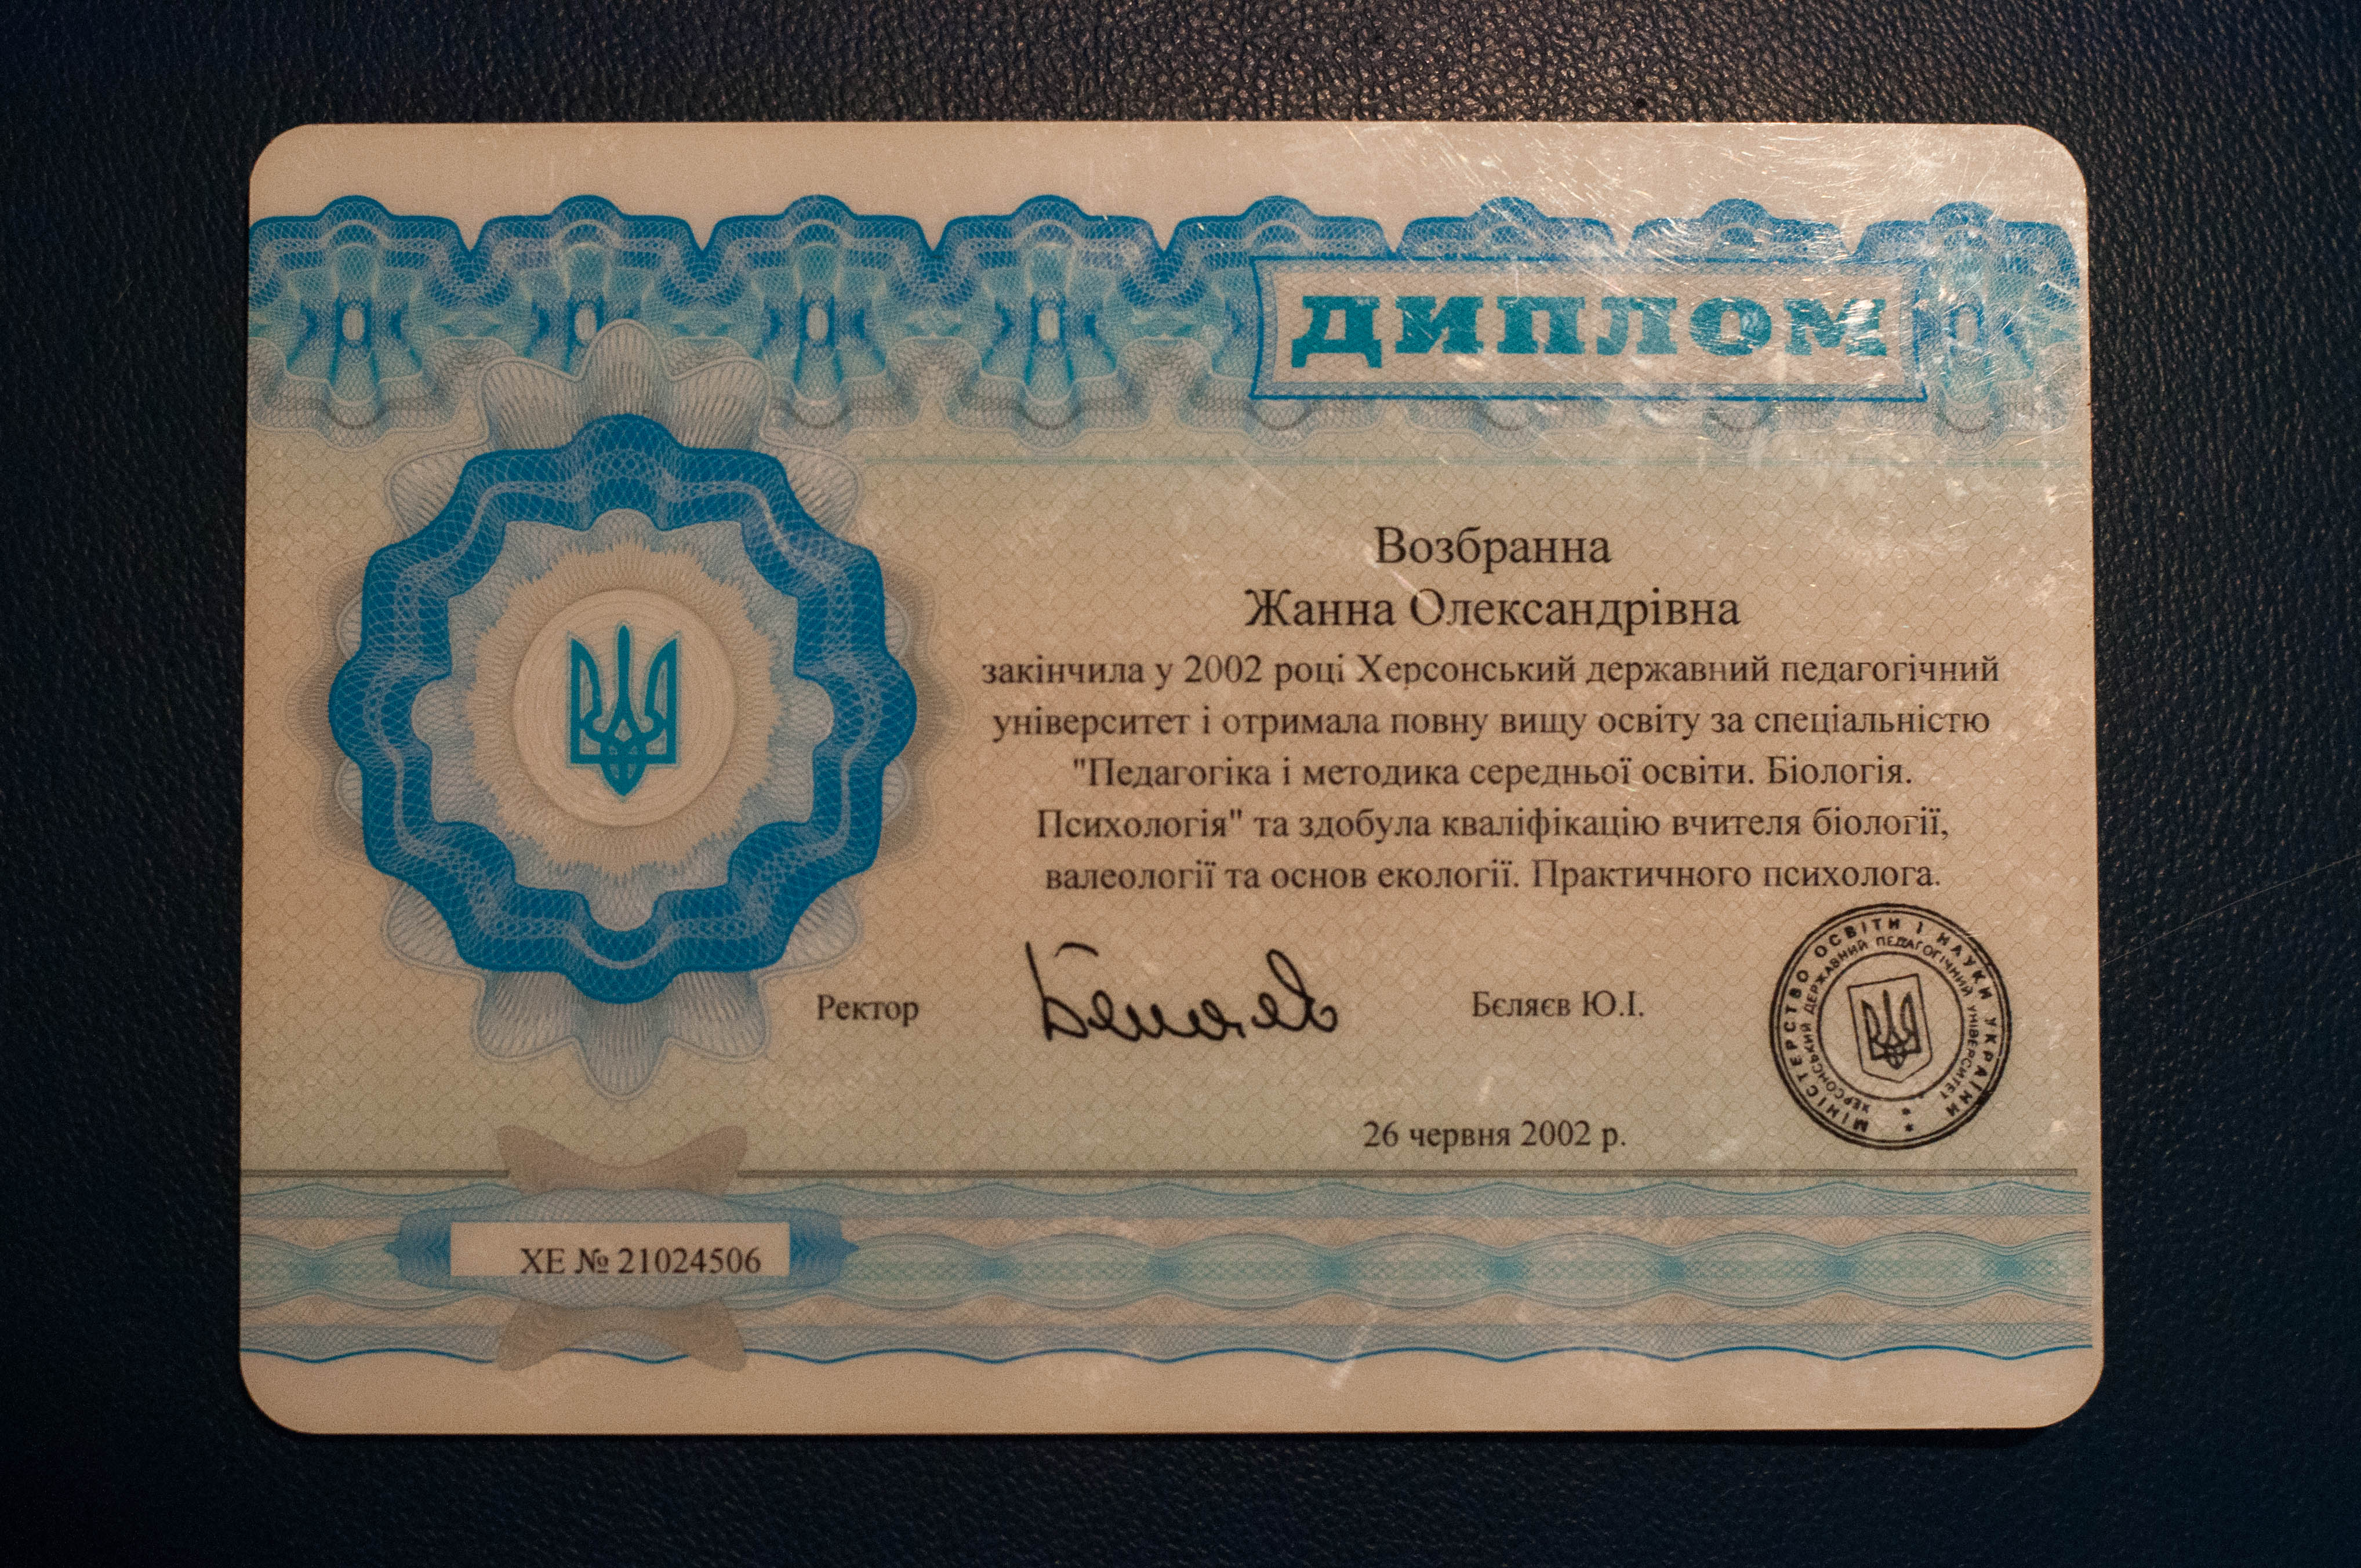 ДИПЛОМ
Возбранна
Жанна Олександрівна
закінчила у 2002 році Херсонський державний педагогічний
університет і отримала повну вищу освіту за спеціальністю
"Педагогіка і методика середньої освіти. Біологія.
Психологія" та здобула кваліфікацію вчителя біології,
валеології та основ екології. Практичного психолога.
Ректор
Бєляєв Ю.І.
МІНІСТЕРСТВО ОСВІТИ І НАУКИ УКРАЇНИ
ХЕРСОНСЬКИЙ ДЕРЖАВНИЙ ПЕДАГОГІЧНИЙ УНІВЕРСИТЕТ
26 червня 2002 р.
ХЕ № 21024506